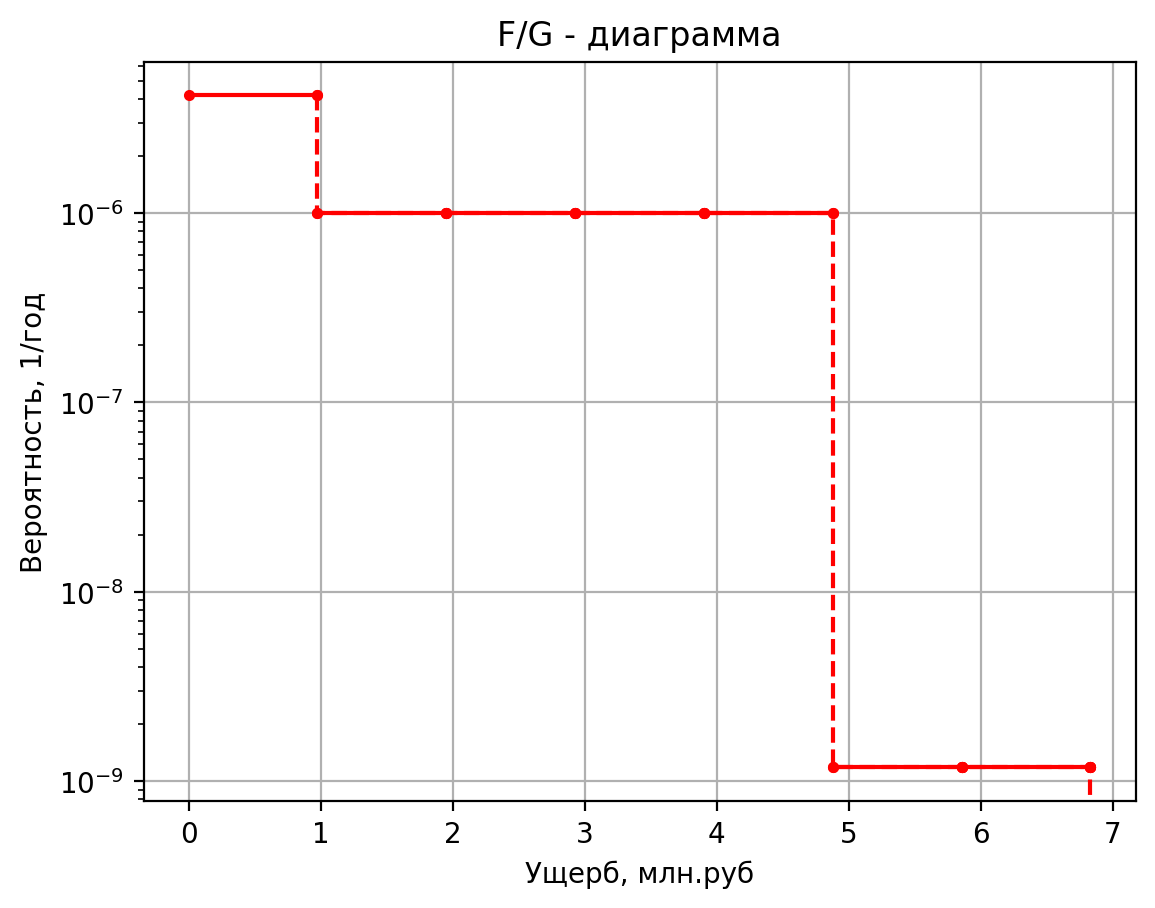 F/G - диаграмма
Вероятность, 1/год
10⁻⁶
10⁻⁷
10⁻⁸
10⁻⁹
0 1 2 3 4 5 6 7
Ущерб, млн.руб